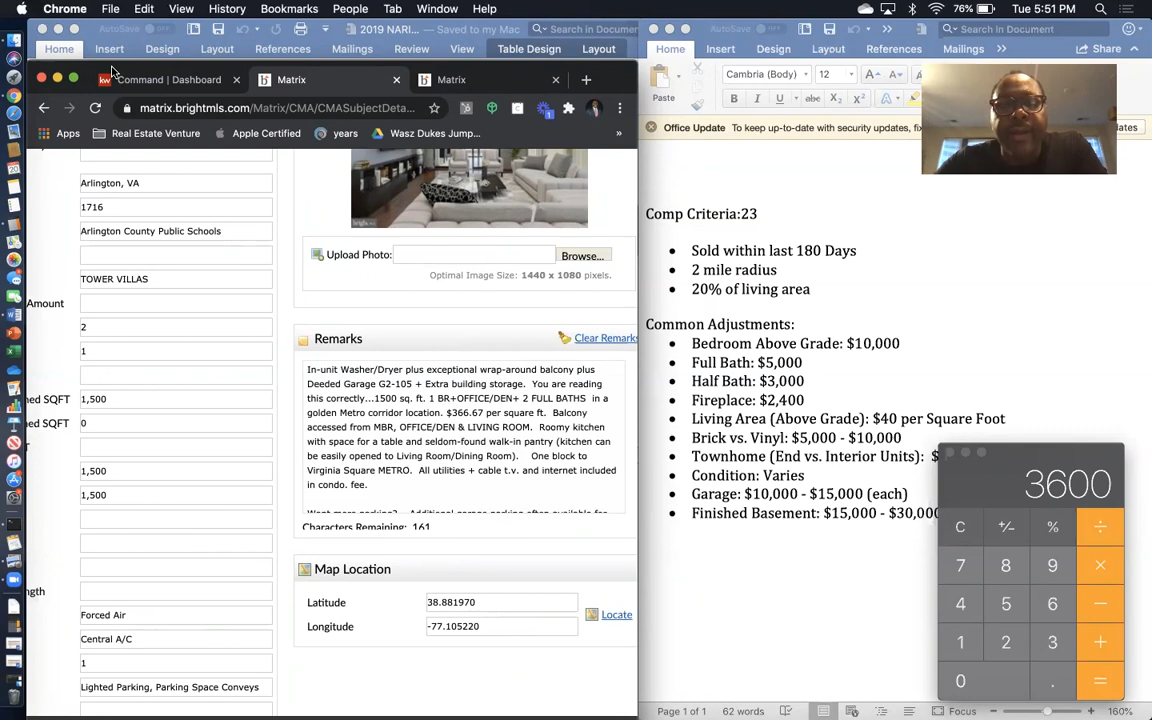 Chrome File Edit View History Bookmarks People Tab Window Help 76% Tue 5:51 PM
AutoSave 2019 NARI... — Saved to my Mac Search in Document
Home Insert Design Layout References Mailings Review View Table Design Layout
Command | Dashboard Matrix Matrix
matrix.brightmls.com/Matrix/CMA/CMASubjectDeta...
Apps Real Estate Venture Apple Certified years Wasz Dukes Jump... »
Arlington, VA
1716
Arlington County Public Schools
TOWER VILLAS
Amount
2
1
SQFT 1,500
SQFT 0
1,500
1,500
Forced Air
Central A/C
1
Lighted Parking, Parking Space Conveys
Upload Photo: Browse...
Optimal Image Size: 1440 x 1080 pixels.
Remarks Clear Remarks
In-unit Washer/Dryer plus exceptional wrap-around balcony plus
Deeded Garage G2-105 + Extra building storage. You are reading
this correctly...1500 sq. ft. 1 BR+OFFICE/DEN+ 2 FULL BATHS in a
golden Metro corridor location. $366.67 per square ft. Balcony
accessed from MBR, OFFICE/DEN & LIVING ROOM. Roomy kitchen
with space for a table and seldom-found walk-in pantry (kitchen can
be easily opened to Living Room/Dining Room). One block to
Virginia Square METRO. All utilities + cable t.v. and internet included
in condo. fee.
Characters Remaining: 161
Map Location
Latitude 38.881970
Longitude -77.105220 Locate
AutoSave Search in Document
Home Insert Design Layout References Mailings » Share
Paste Cambria (Body) 12
B I U abc X2 X2
Office Update To keep up-to-date with security updates, fix
Comp Criteria:23
• Sold within last 180 Days
• 2 mile radius
• 20% of living area
Common Adjustments:
• Bedroom Above Grade: $10,000
• Full Bath: $5,000
• Half Bath: $3,000
• Fireplace: $2,400
• Living Area (Above Grade): $40 per Square Foot
• Brick vs. Vinyl: $5,000 - $10,000
• Townhome (End vs. Interior Units): $
• Condition: Varies
• Garage: $10,000 - $15,000 (each)
• Finished Basement: $15,000 - $30,000
3600
C +/- % ÷
7 8 9 ×
4 5 6 −
1 2 3 +
0 . =
Page 1 of 1 62 words Focus 160%